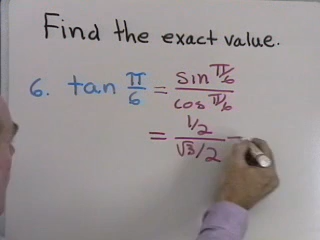 Find the exact value.
6. tan π/6 = sin π/6 / cos π/6
= 1/2 / √3/2 =